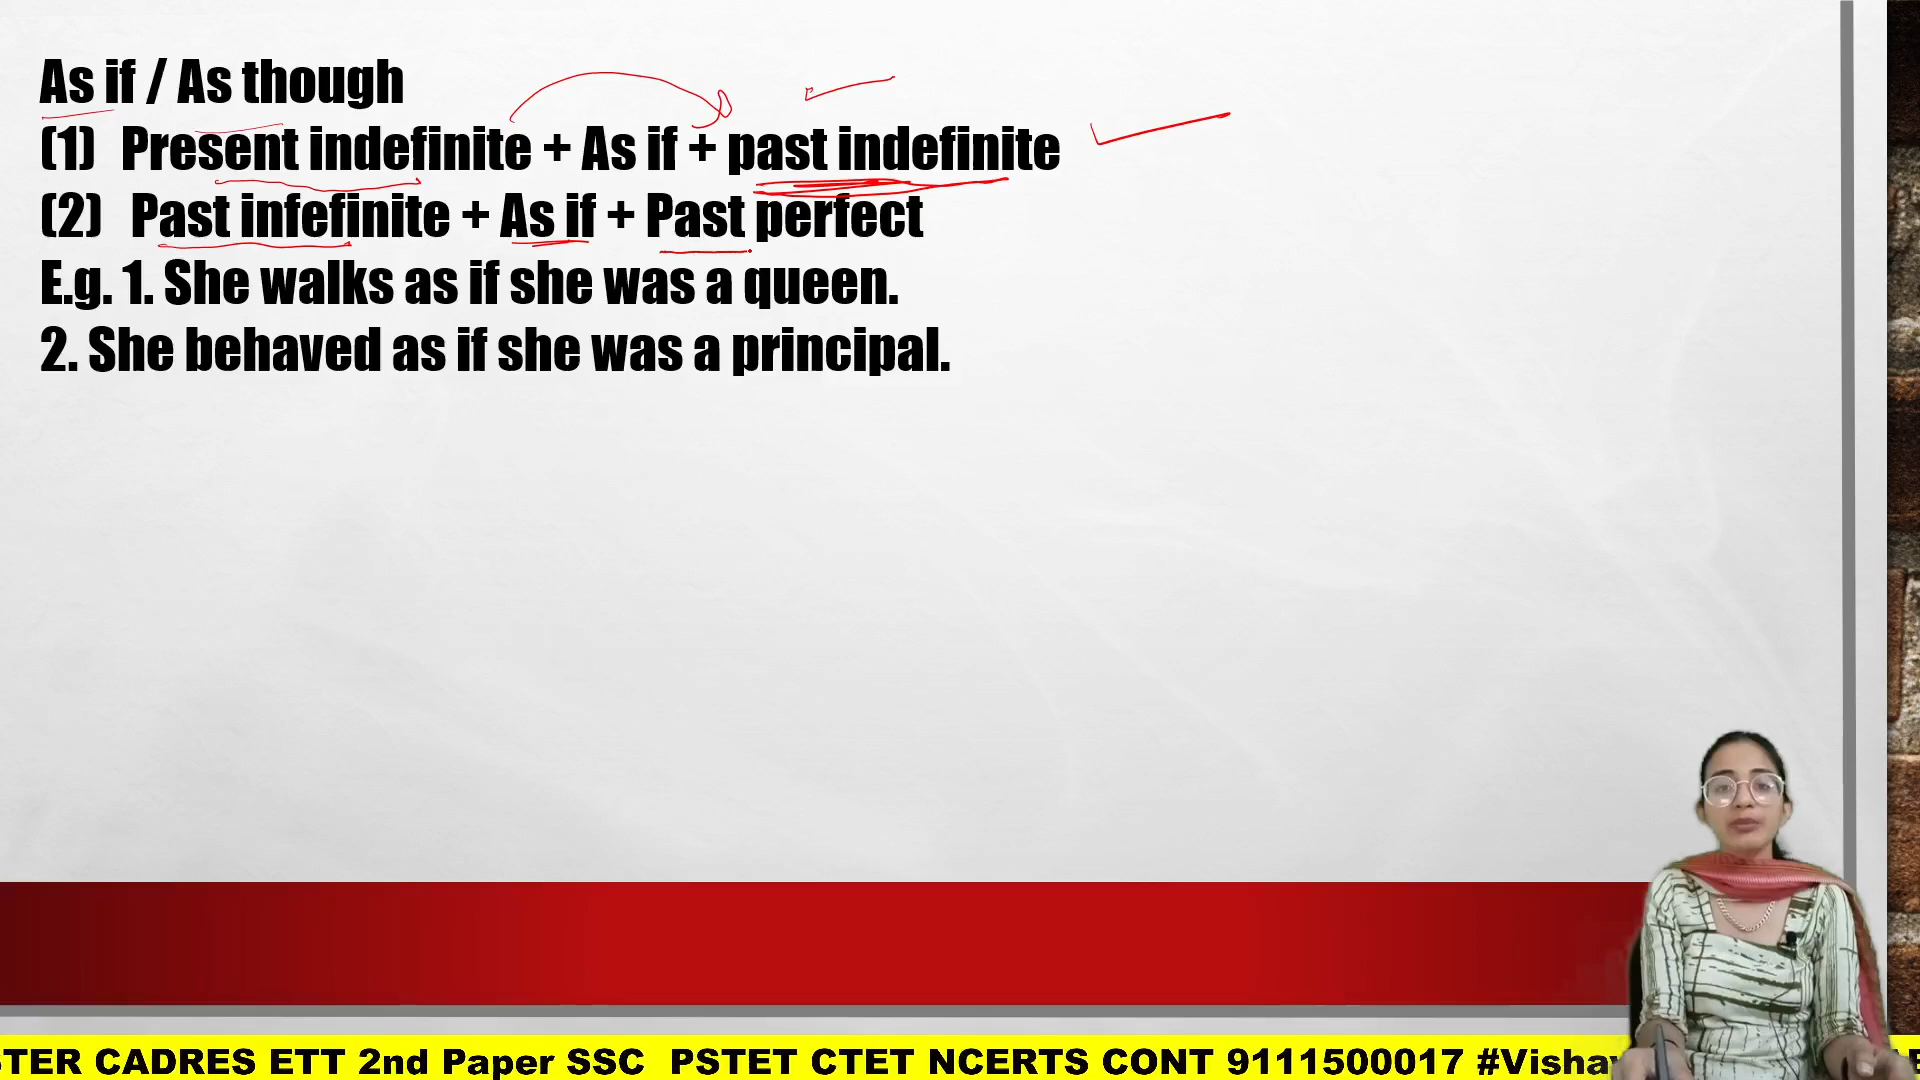 As if / As though
(1) Present indefinite + As if + past indefinite
(2) Past infefinite + As if + Past perfect
E.g. 1. She walks as if she was a queen.
2. She behaved as if she was a principal.
STER CADRES ETT 2nd Paper SSC PSTET CTET NCERTS CONT 9111500017 #Visha